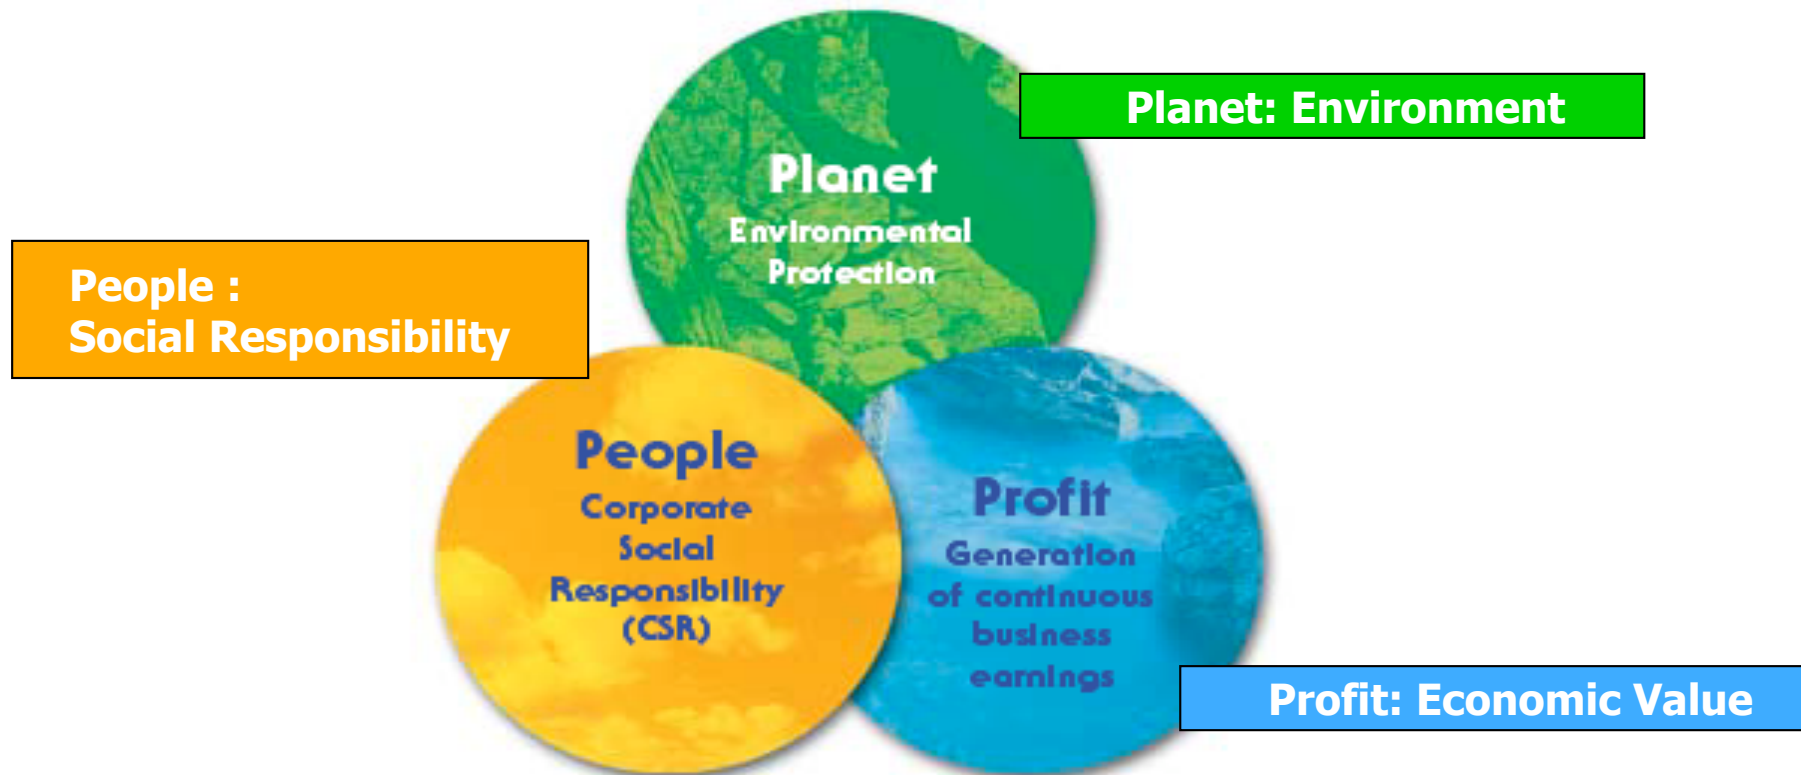 Planet: Environment
Planet
Environmental
Protection
People :
Social Responsibility
People
Corporate
Social
Responsibility
(CSR)
Profit
Generation
of continuous
business
earnings
Profit: Economic Value